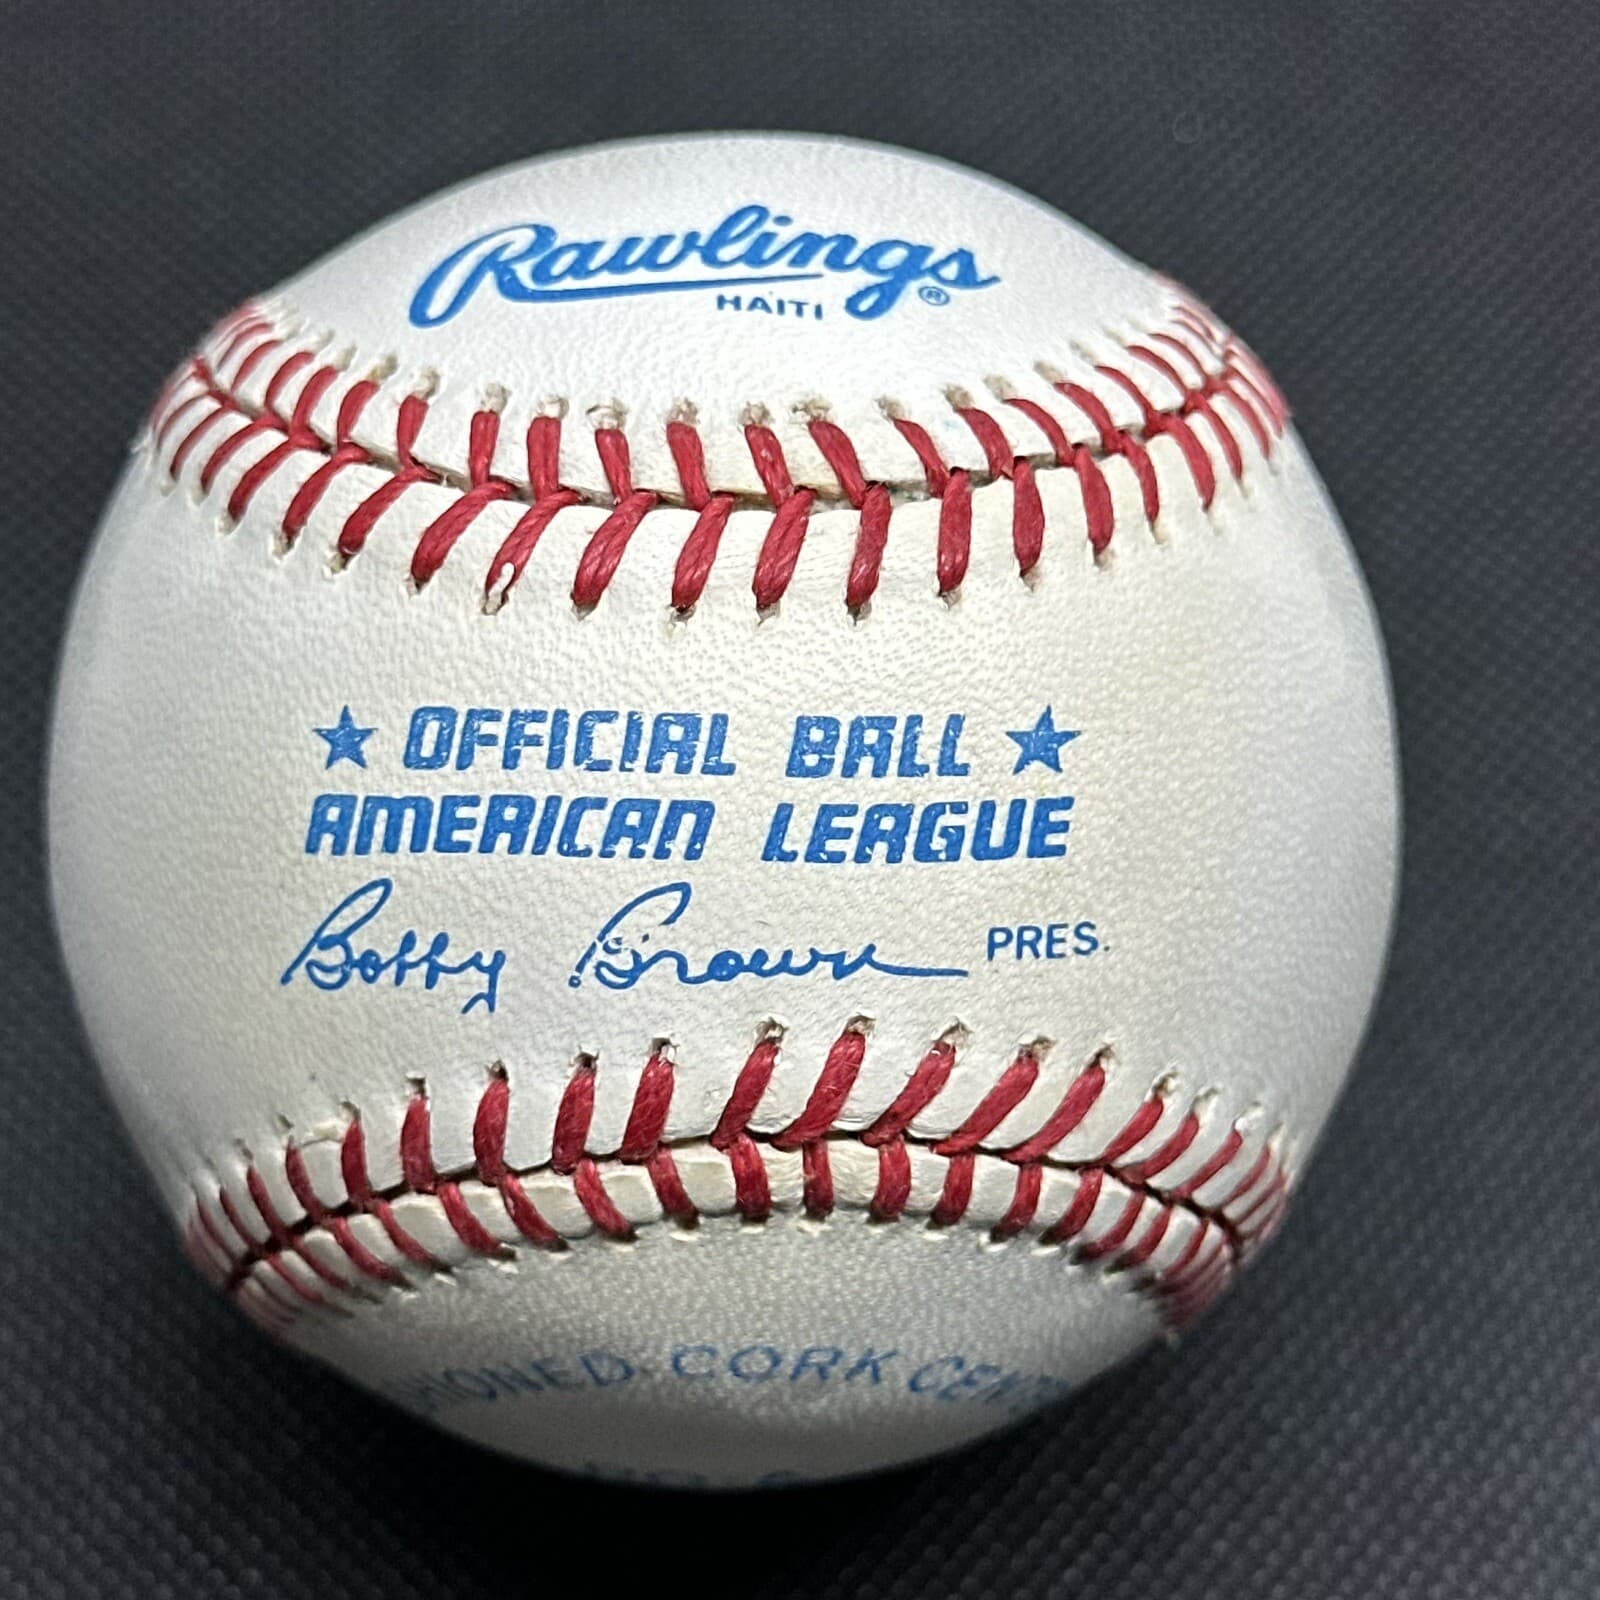 Rawlings ®
HAITI
★ OFFICIAL BALL ★
AMERICAN LEAGUE
Bobby Brown PRES.
CORK